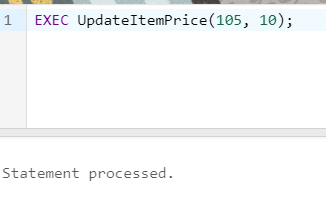 1 EXEC UpdateItemPrice(105, 10);
Statement processed.